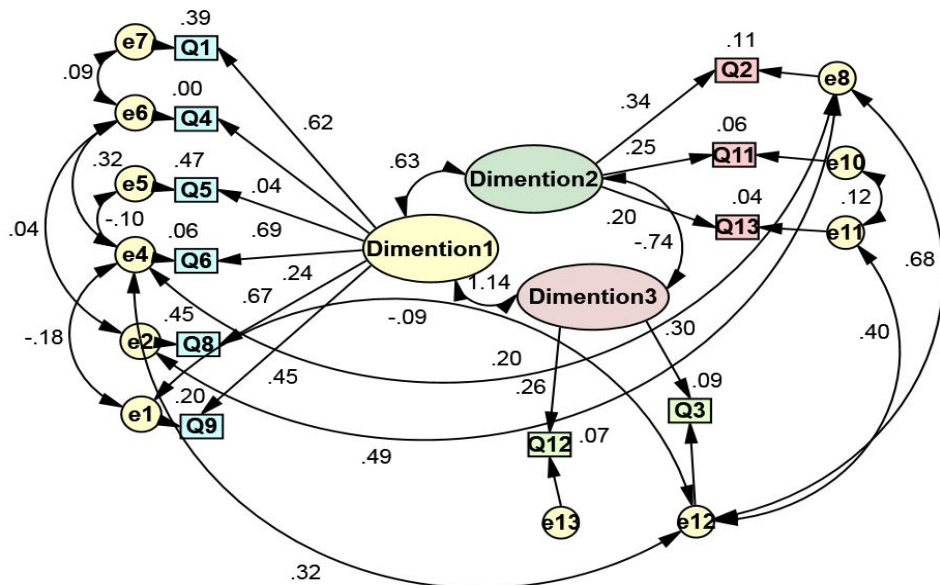 .39
e7
Q1
.11
Q2
e8
.09
.00
e6
Q4
.34
.62
.06
.25
Q11
e10
.63
Dimention2
.32
.47
e5
Q5
.04
.12
.04
-.10
.20
Q13
e11
.04
.06
.69
Dimention1
-.74
e4
Q6
.68
.24
1.14
Dimention3
.67
.45
-.09
.30
-.18
e2
Q8
.40
.20
.45
.26
.09
.20
e1
Q9
Q3
Q12
.07
.49
e13
e12
.32